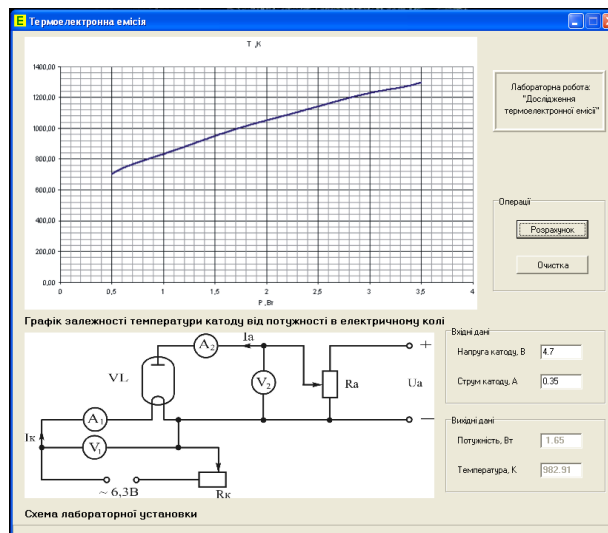 E Термоелектронна емісія
T ,К
1400,00
1200,00
1000,00
800,00
600,00
400,00
200,00
0,00
0 0,5 1 1,5 2 2,5 3 3,5 4
P ,Вт
Графік залежності температури катоду від потужності в електричному колі
Лабораторна робота:
"Дослідження
термоелектронної емісії"
Операції
Розрахунок
Очистка
Ia
A2
VL
V2
Ra
Ua
+
−
A1
Iк
V1
~ 6,3В
Rк
Схема лабораторної установки
Вхідні дані
Напруга катоду, В 4.7
Струм катоду, А 0.35
Вихідні дані
Потужність, Вт 1.65
Температура, К 982.91